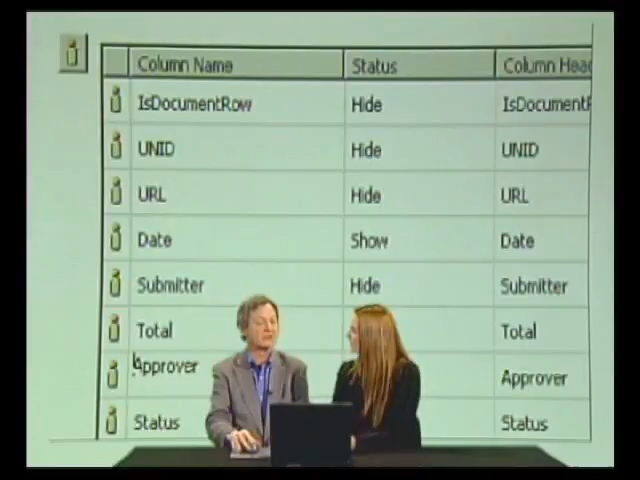 Column Name Status Column Head
IsDocumentRow Hide IsDocumentR
UNID Hide UNID
URL Hide URL
Date Show Date
Submitter Hide Submitter
Total Total
Approver Approver
Status Status